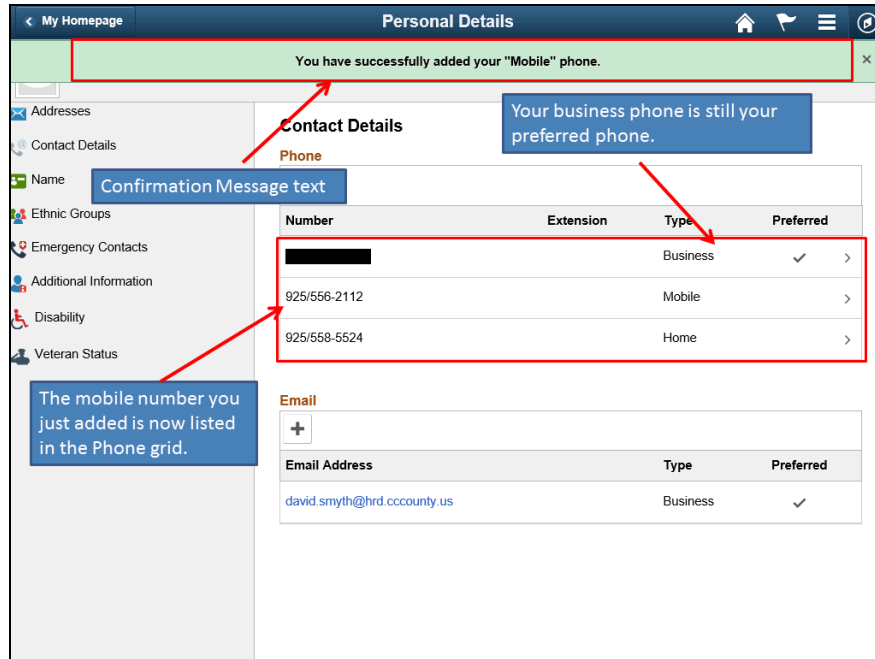 My Homepage
Personal Details
You have successfully added your "Mobile" phone.
Addresses
Contact Details
Name
Ethnic Groups
Emergency Contacts
Additional Information
Disability
Veteran Status
Contact Details
Phone
Your business phone is still your
preferred phone.
Confirmation Message text
Number Extension Type Preferred
Business
925/556-2112 Mobile
925/558-5524 Home
The mobile number you
just added is now listed
in the Phone grid.
Email
Email Address Type Preferred
david.smyth@hrd.cccounty.us Business